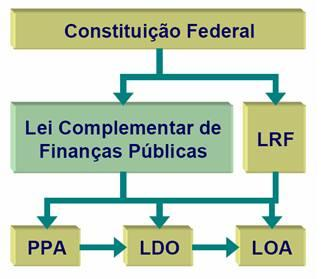 Constituição Federal
Lei Complementar de
Finanças Públicas
LRF
PPA
LDO
LOA